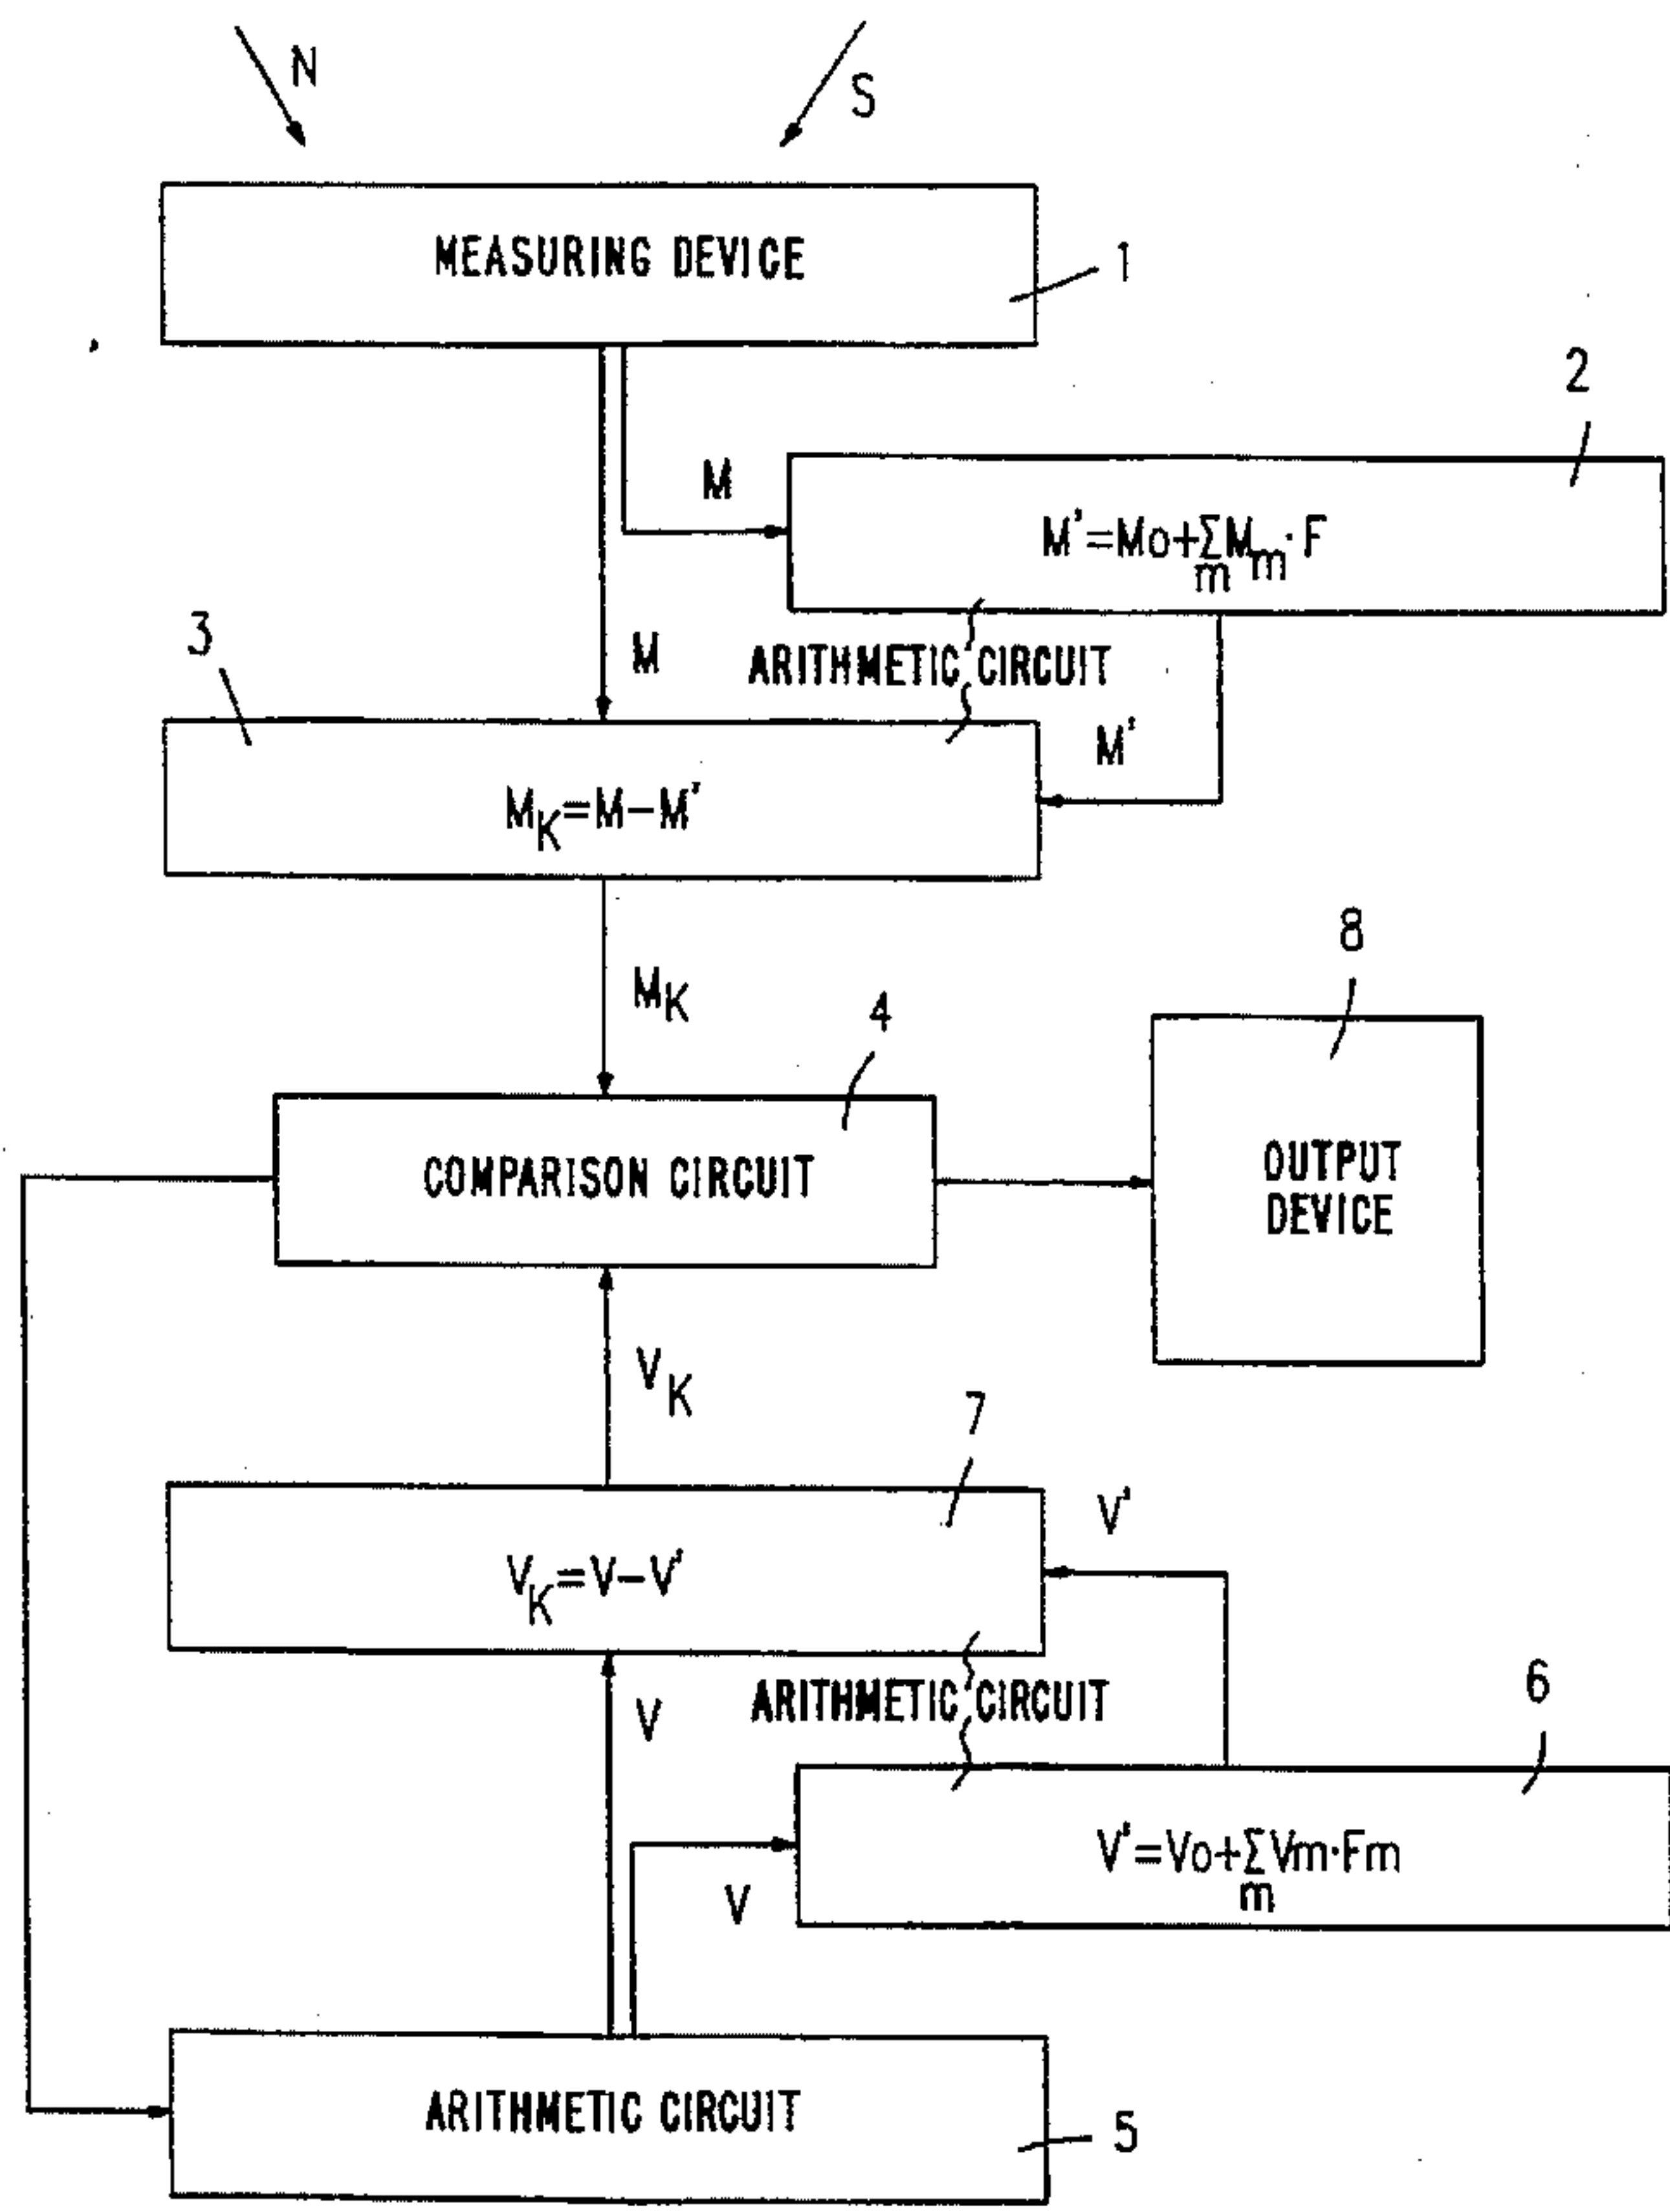 N
S
MEASURING DEVICE
1
2
M
M'=Mo+∑Mm·F
m
3
M
ARITHMETIC CIRCUIT
M'
MK=M-M'
8
MK
4
COMPARISON CIRCUIT
OUTPUT
DEVICE
VK
7
V'
VK=V-V'
V
ARITHMETIC CIRCUIT
6
V'=Vo+∑Vm·Fm
m
V
ARITHMETIC CIRCUIT
5